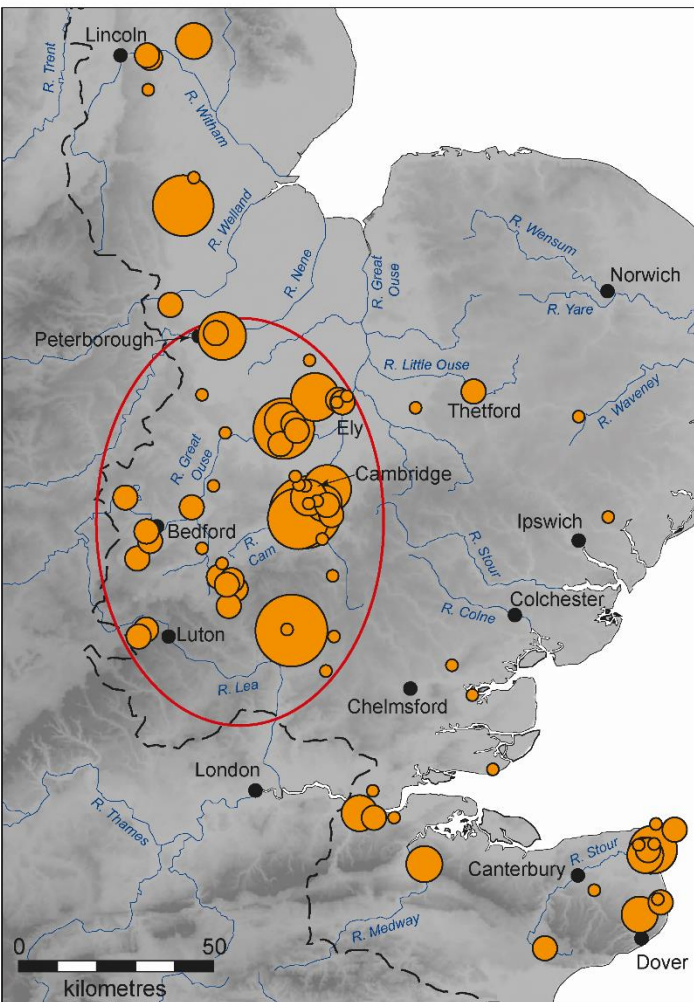 Lincoln
R. Trent
R. Witham
R. Welland
R. Wensum
Norwich
R. Nene
R. Great
Ouse
R. Yare
Peterborough
R. Little Ouse
Thetford
R. Waveney
Ely
R. Great
Ouse
Cambridge
Bedford
R.
Cam
Ipswich
R. Stour
Colchester
R. Colne
Luton
R. Lea
Chelmsford
London
R. Thames
R. Stour
Canterbury
R. Medway
Dover
0 50
kilometres